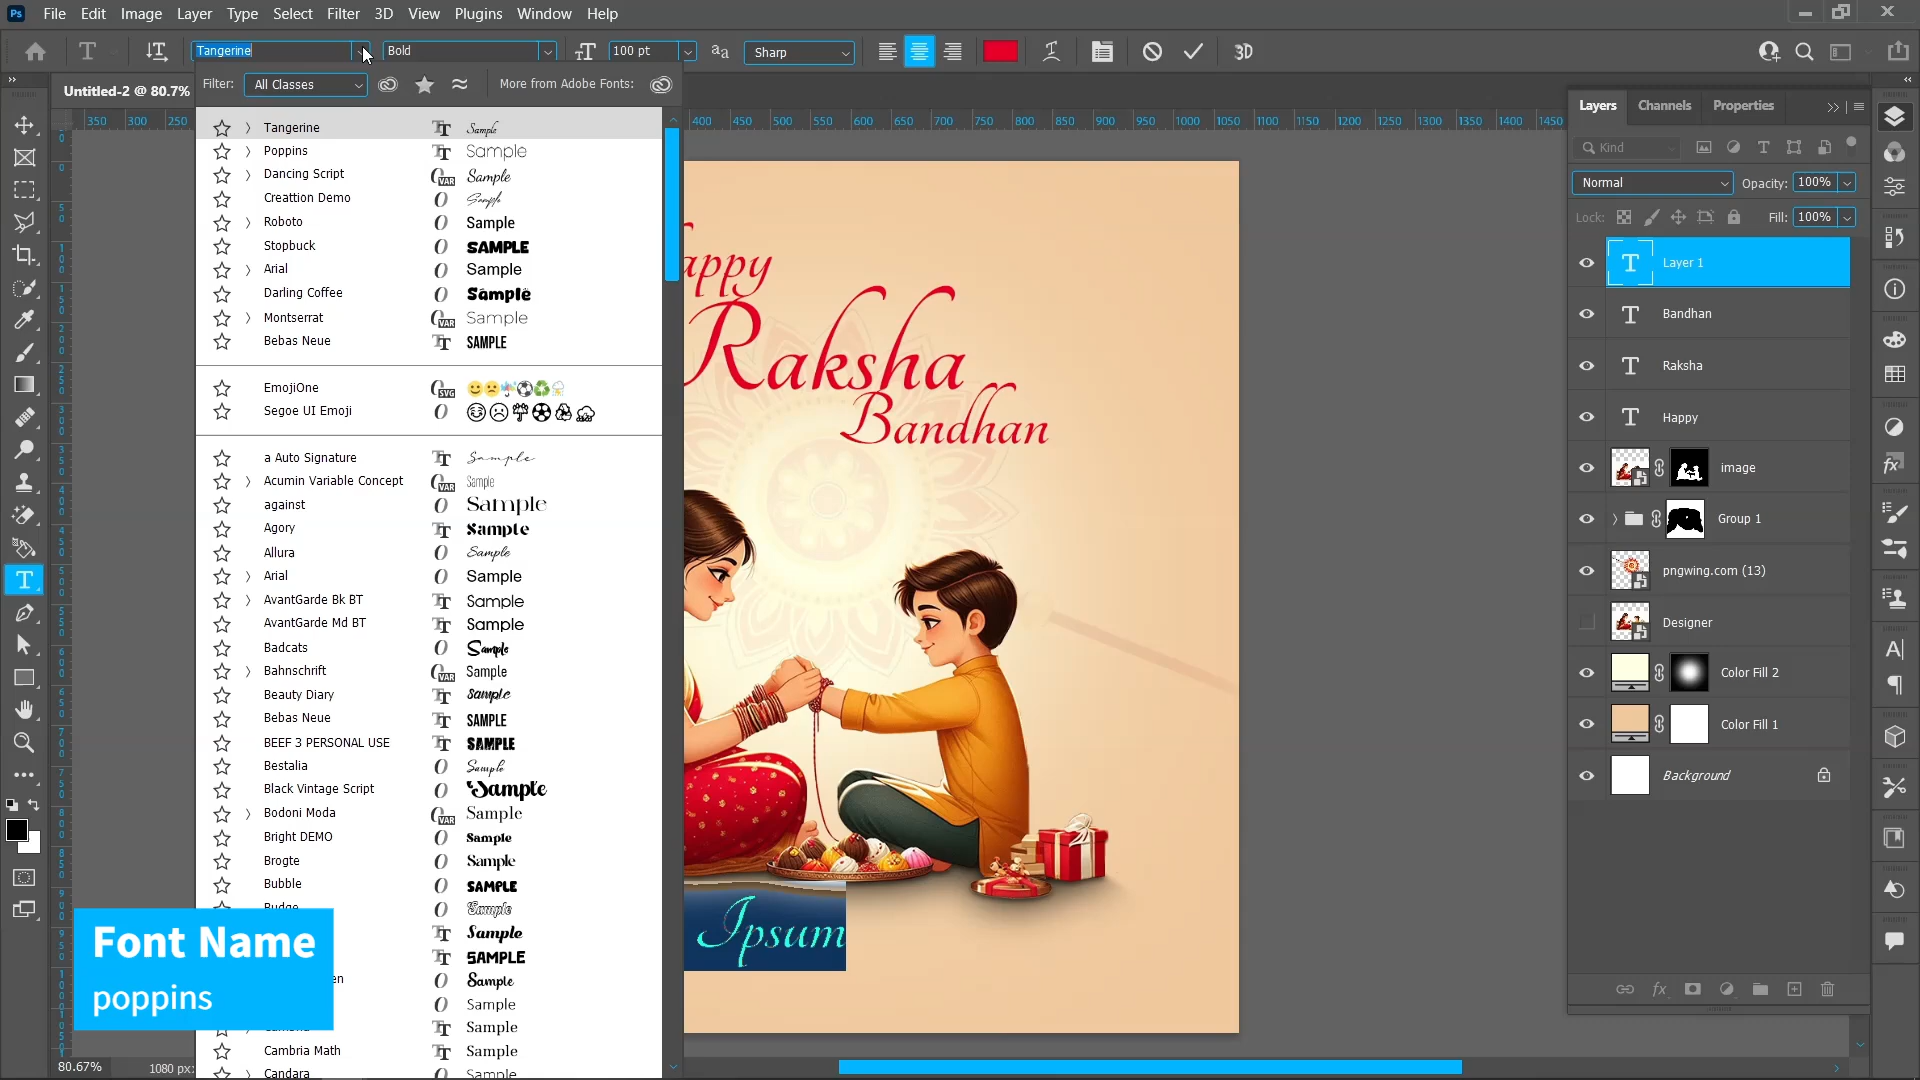 Ps File Edit Image Layer Type Select Filter 3D View Plugins Window Help
Tangerine Bold 100 pt aa Sharp 3D
Untitled-2 @ 80.7%
Filter: All Classes More from Adobe Fonts:
350 300 250 400 450 500 550 600 650 700 750 800 850 900 950 1000 1050 1100 1150 1200 1250 1300 1350 1400 1450
Tangerine Sample
Poppins Sample
Dancing Script Sample
Creattion Demo Sample
Roboto Sample
Stopbuck SAMPLE
Arial Sample
Darling Coffee Sample
Montserrat Sample
Bebas Neue SAMPLE
EmojiOne
Segoe UI Emoji
a Auto Signature Sample
Acumin Variable Concept Sample
against Sample
Agory Sample
Allura Sample
Arial Sample
AvantGarde Bk BT Sample
AvantGarde Md BT Sample
Badcats Sample
Bahnschrift Sample
Beauty Diary Sample
Bebas Neue SAMPLE
BEEF 3 PERSONAL USE SAMPLE
Bestalia Sample
Black Vintage Script Sample
Bodoni Moda Sample
Bright DEMO Sample
Brogte Sample
Bubble SAMPLE
Sample
Sample
SAMPLE
Sample
Sample
Sample
Cambria Math Sample
Candara Sample
Font Name
poppins
80.67% 1080 px
appy
Raksha
Bandhan
Ipsum
Layers Channels Properties
Kind
Normal Opacity: 100%
Lock: Fill: 100%
Layer 1
Bandhan
Raksha
Happy
image
Group 1
pngwing.com (13)
Designer
Color Fill 2
Color Fill 1
Background